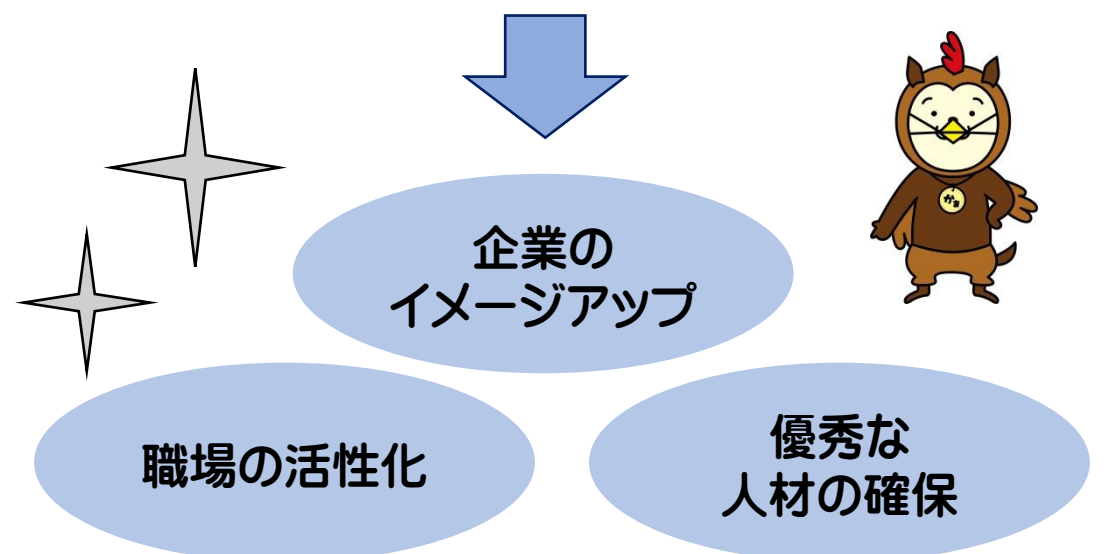 企業の
イメージアップ
職場の活性化
優秀な
人材の確保